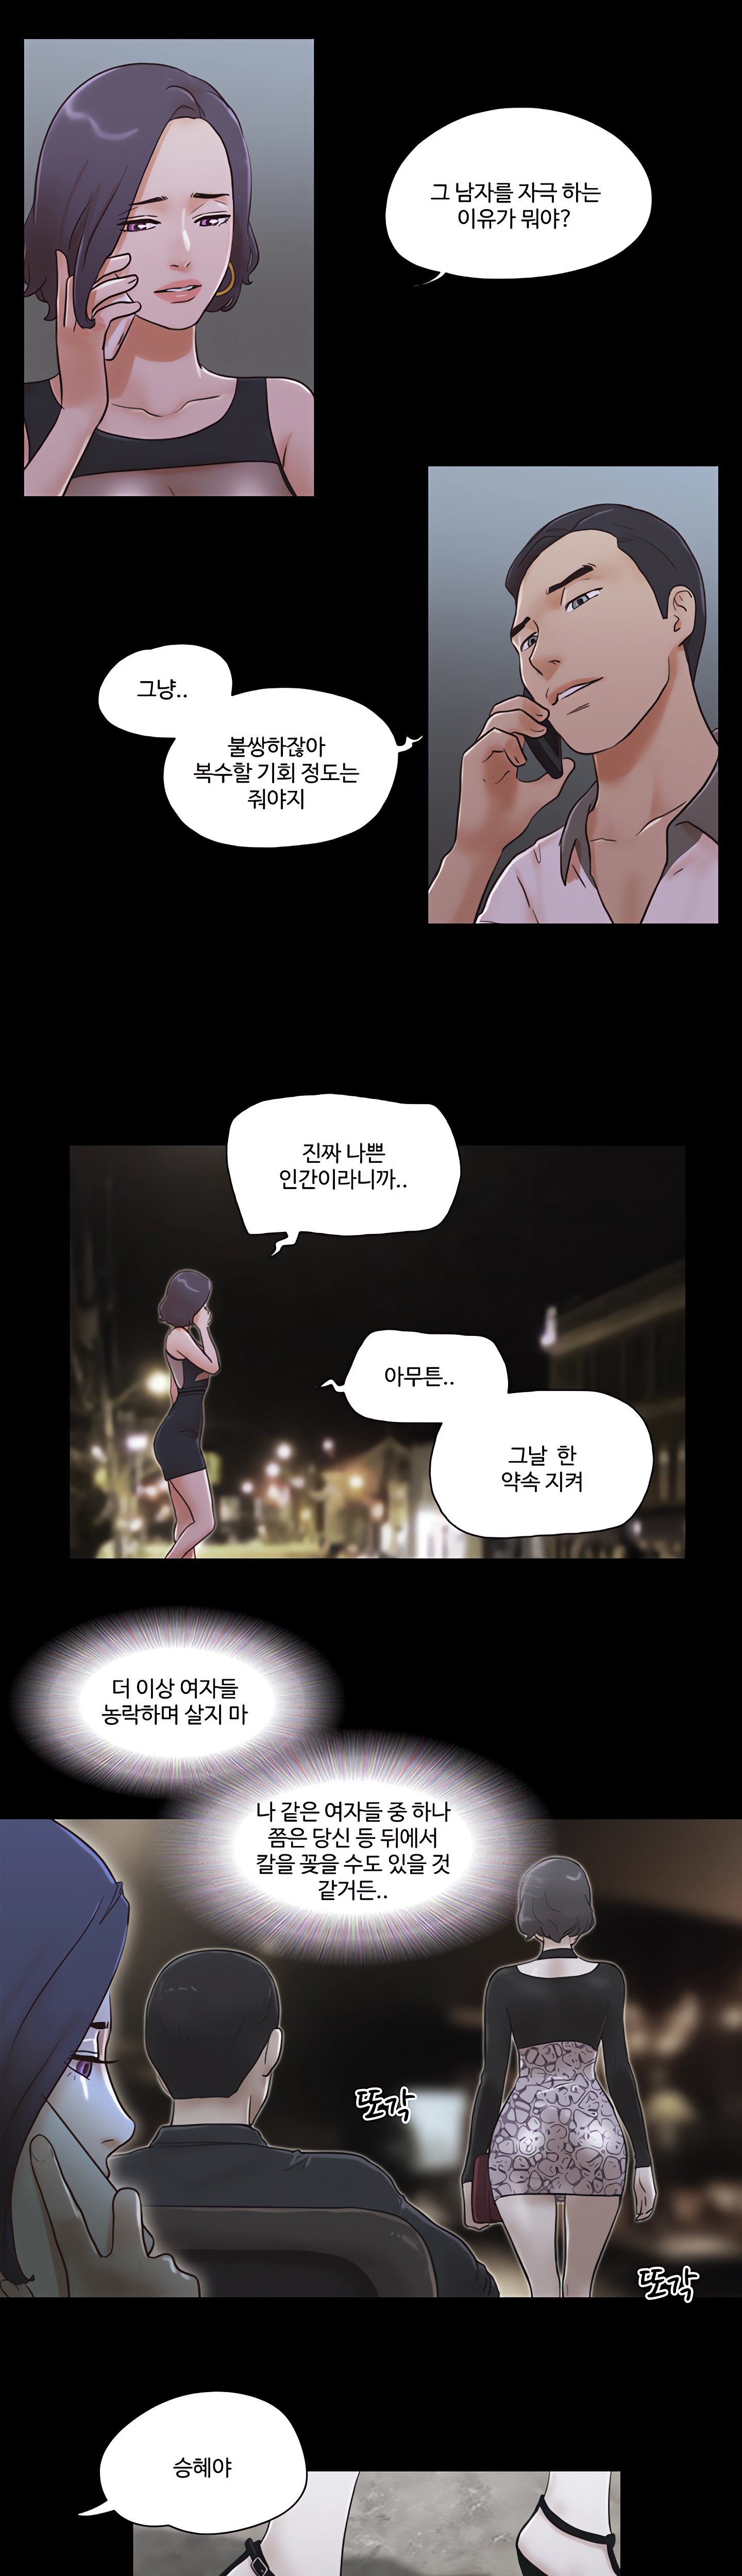 그 남자를 자극 하는
이유가 뭐야?
그냥..
불쌍하잖아
복수할 기회 정도는
줘야지
진짜 나쁜
인간이라니까..
아무튼..
그날 한
약속 지켜
더 이상 여자들
농락하며 살지 마
나 같은 여자들 중 하나
쯤은 당신 등 뒤에서
칼을 꽂을 수도 있을 것
같거든..
또각
또각
승혜야